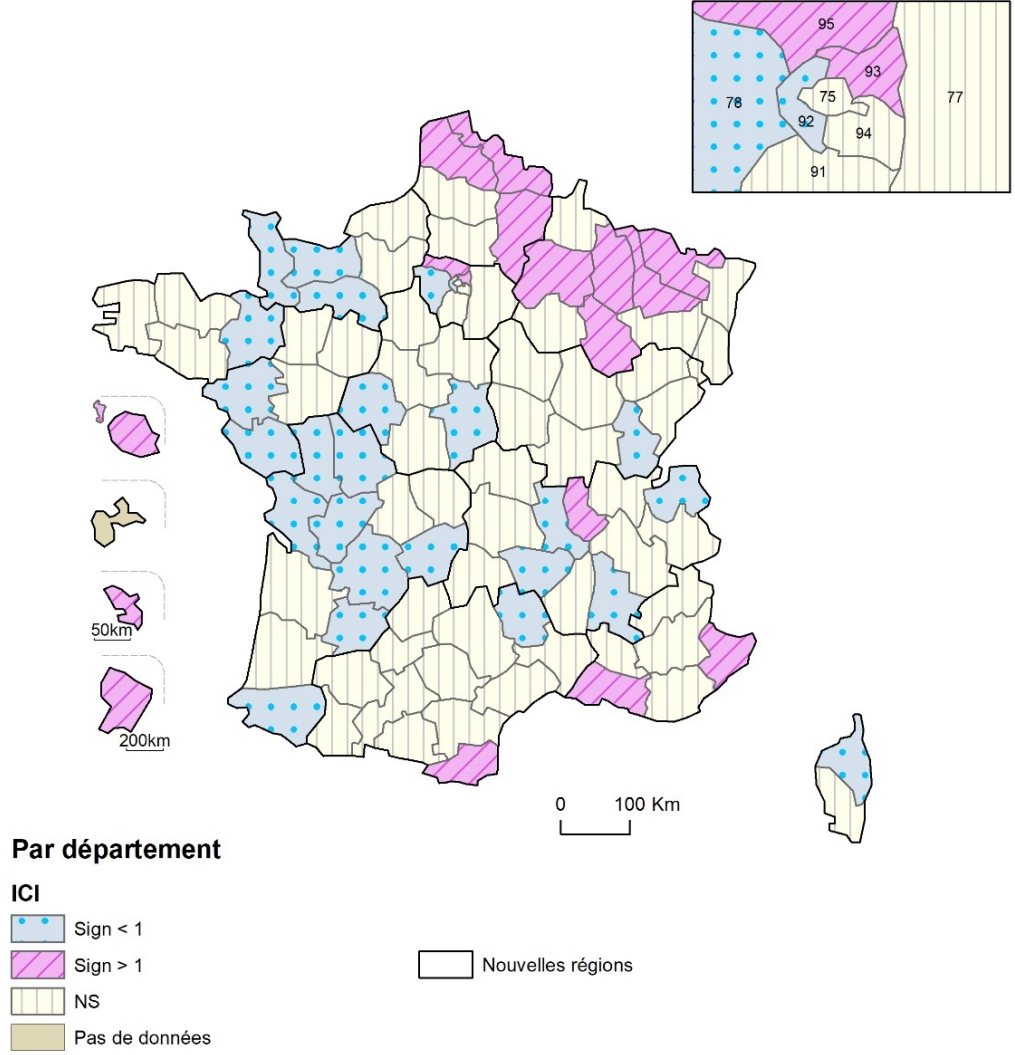 95
93
78
75
77
92
94
91
50km
200km
0 100 Km
Par département
ICI
Sign < 1
Sign > 1
Nouvelles régions
NS
Pas de données